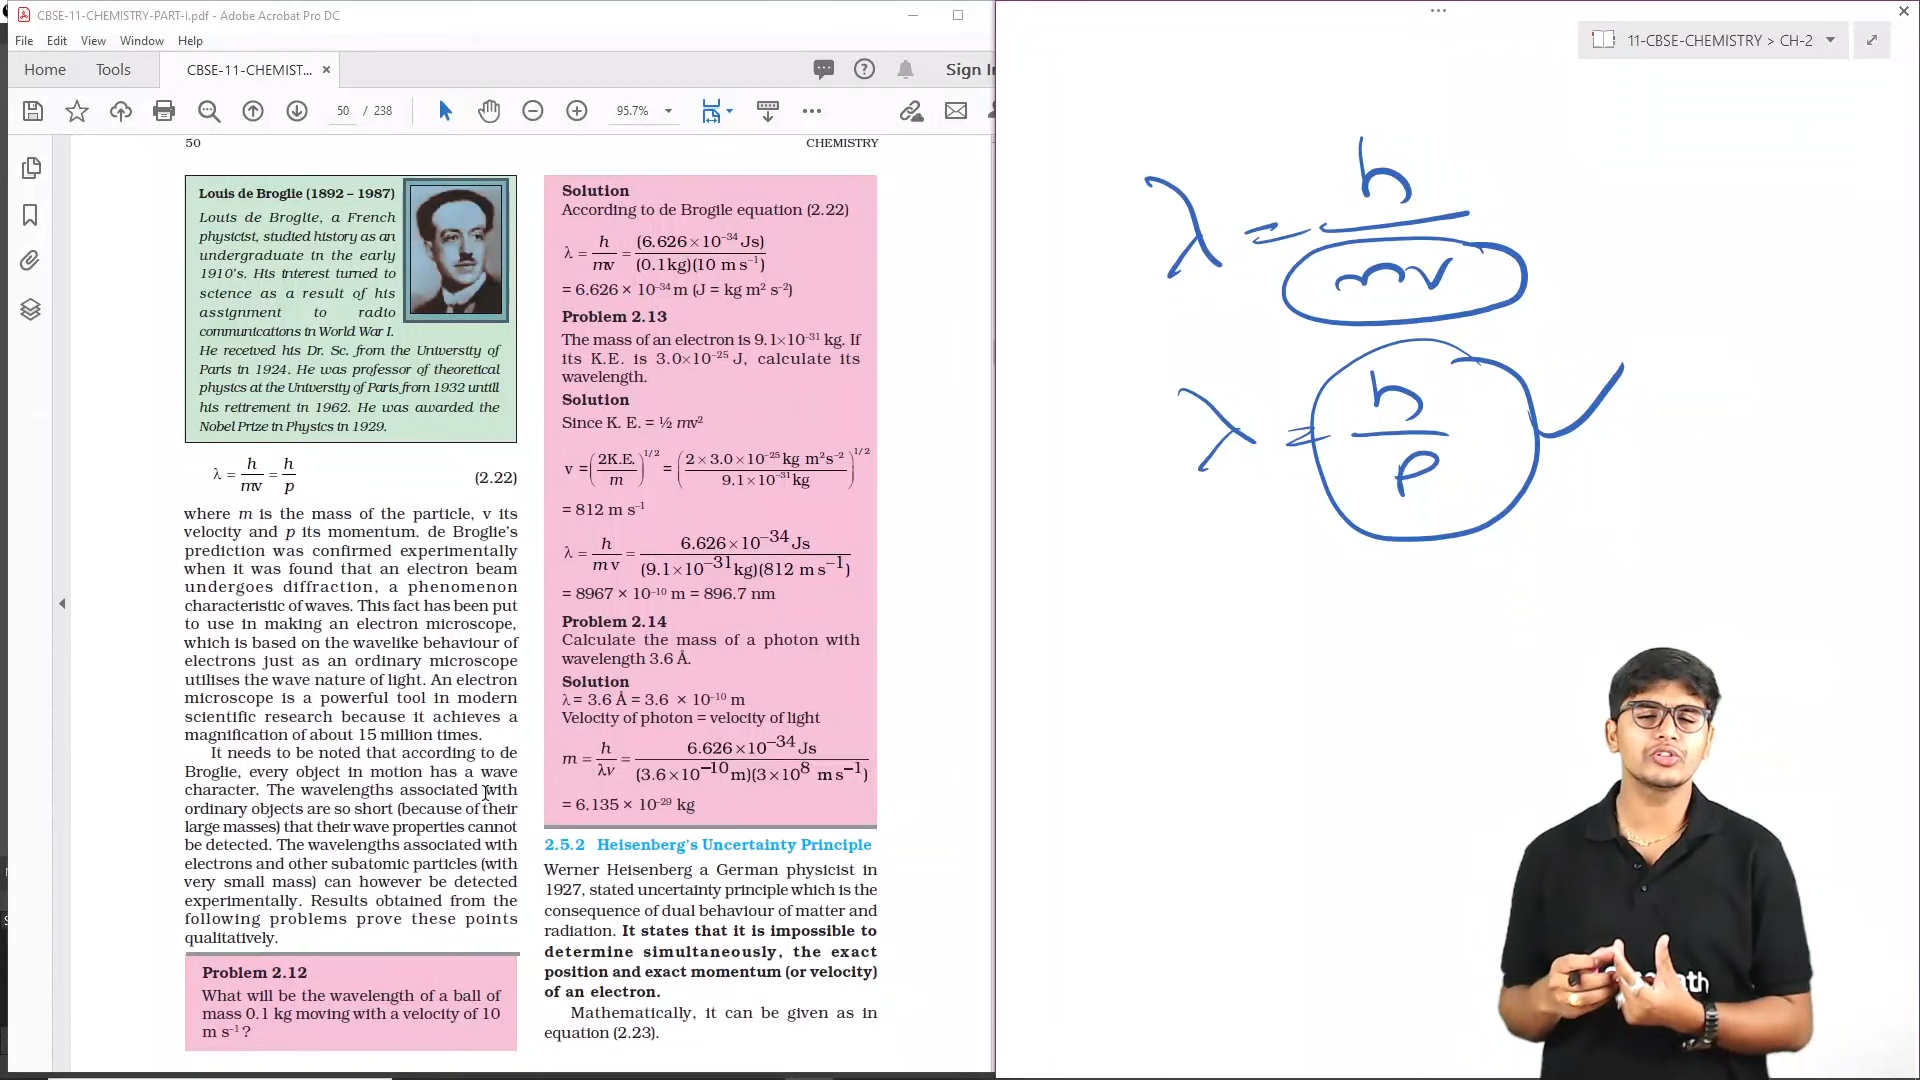 CBSE-11-CHEMISTRY-PART-I.pdf - Adobe Acrobat Pro DC
File Edit View Window Help
Home Tools CBSE-11-CHEMIST... × Sign In
50 / 238 95.7%
50 CHEMISTRY
Louis de Broglie (1892 – 1987)
Louis de Broglie, a French
physicist, studied history as an
undergraduate in the early
1910's. His interest turned to
science as a result of his
assignment to radio
communications in World War I.
He received his Dr. Sc. from the University of
Paris in 1924. He was professor of theoretical
physics at the University of Paris from 1932 untill
his retirement in 1962. He was awarded the
Nobel Prize in Physics in 1929.
λ = h/mv = h/p (2.22)
where m is the mass of the particle, v its
velocity and p its momentum. de Broglie's
prediction was confirmed experimentally
when it was found that an electron beam
undergoes diffraction, a phenomenon
characteristic of waves. This fact has been put
to use in making an electron microscope,
which is based on the wavelike behaviour of
electrons just as an ordinary microscope
utilises the wave nature of light. An electron
microscope is a powerful tool in modern
scientific research because it achieves a
magnification of about 15 million times.
It needs to be noted that according to de
Broglie, every object in motion has a wave
character. The wavelengths associated with
ordinary objects are so short (because of their
large masses) that their wave properties cannot
be detected. The wavelengths associated with
electrons and other subatomic particles (with
very small mass) can however be detected
experimentally. Results obtained from the
following problems prove these points
qualitatively.
Problem 2.12
What will be the wavelength of a ball of
mass 0.1 kg moving with a velocity of 10
m s⁻¹ ?
Solution
According to de Brogile equation (2.22)
λ = h/mv = (6.626×10⁻³⁴ Js)/(0.1kg)(10 m s⁻¹)
= 6.626 × 10⁻³⁴ m (J = kg m² s⁻²)
Problem 2.13
The mass of an electron is 9.1×10⁻³¹ kg. If
its K.E. is 3.0×10⁻²⁵ J, calculate its
wavelength.
Solution
Since K. E. = ½ mv²
v = (2K.E./m)^1/2 = (2×3.0×10⁻²⁵kg m²s⁻²/9.1×10⁻³¹kg)^1/2
= 812 m s⁻¹
λ = h/m v = 6.626×10⁻³⁴ Js/(9.1×10⁻³¹kg)(812 m s⁻¹)
= 8967 × 10⁻¹⁰ m = 896.7 nm
Problem 2.14
Calculate the mass of a photon with
wavelength 3.6 Å.
Solution
λ = 3.6 Å = 3.6 × 10⁻¹⁰ m
Velocity of photon = velocity of light
m = h/λν = 6.626×10⁻³⁴ Js/(3.6×10⁻¹⁰ m)(3×10⁸ m s⁻¹)
= 6.135 × 10⁻²⁹ kg
2.5.2 Heisenberg's Uncertainty Principle
Werner Heisenberg a German physicist in
1927, stated uncertainty principle which is the
consequence of dual behaviour of matter and
radiation. It states that it is impossible to
determine simultaneously, the exact
position and exact momentum (or velocity)
of an electron.
Mathematically, it can be given as in
equation (2.23).
11-CBSE-CHEMISTRY > CH-2
λ = h/mv
λ = h/p